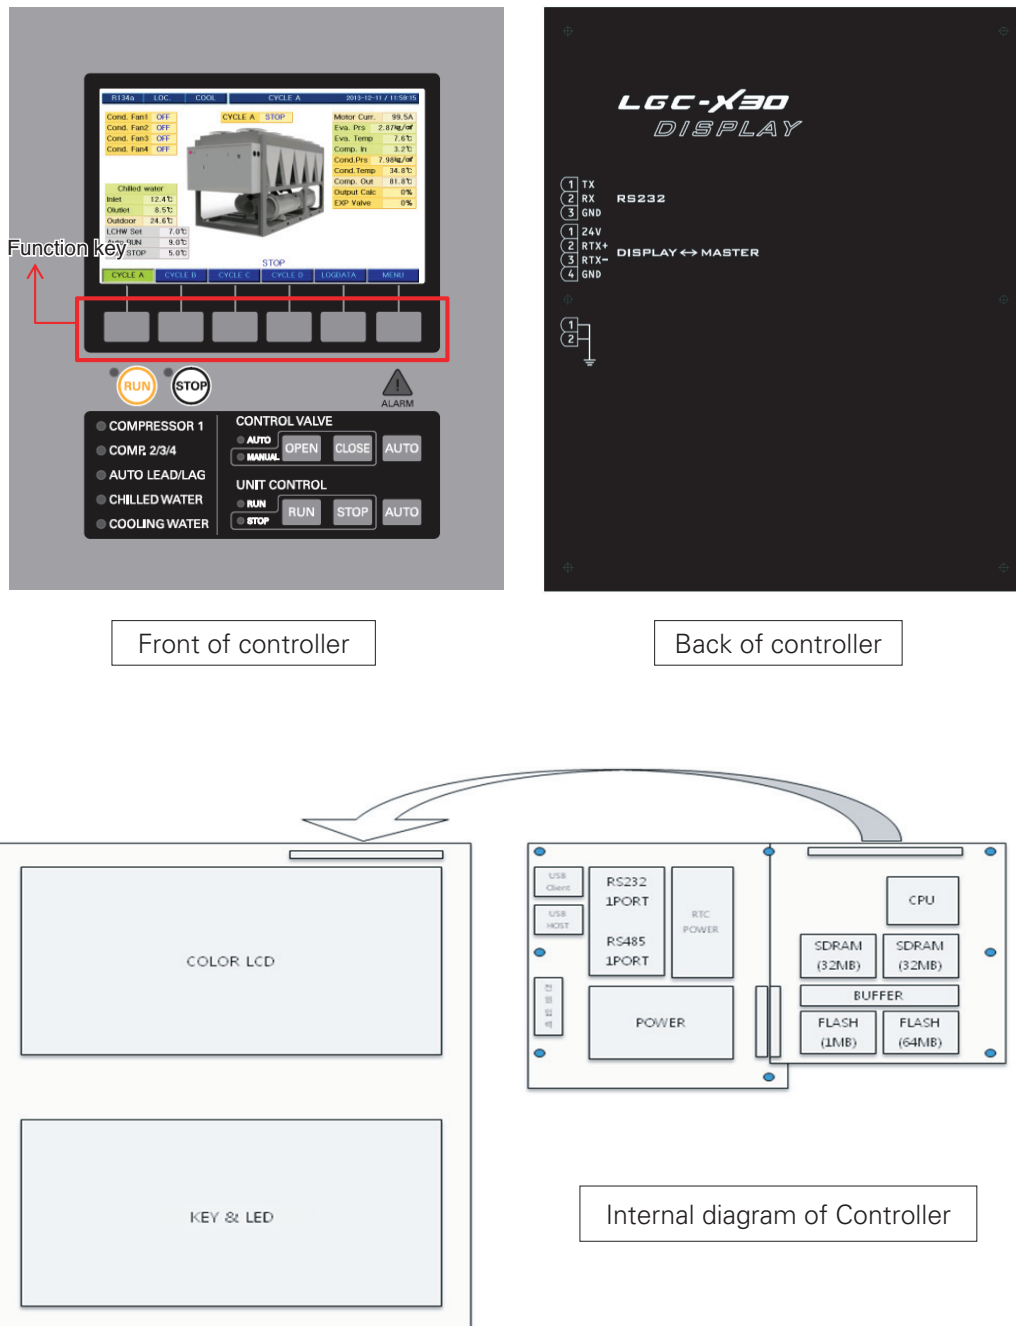 R134a LOC. COOL CYCLE A 2013-12-11 / 11:59:15
Cond. Fan1 OFF
Cond. Fan2 OFF
Cond. Fan3 OFF
Cond. Fan4 OFF
CYCLE A STOP
Motor Curr. 99.5A
Eva. Prs 2.87kg/㎠
Eva. Temp 7.6℃
Comp. In 3.2℃
Cond.Prs 7.98kg/㎠
Cond.Temp 34.8℃
Comp. Out 81.8℃
Output Calc 0%
EXP Valve 0%
Chilled water
Inlet 12.4℃
Olutlet 8.5℃
Outdoor 24.6℃
LCHW Set 7.0℃
RUN 9.0℃
STOP 5.0℃
Function key
STOP
CYCLE A CYCLE B CYCLE C CYCLE D LOGDATA MENU
RUN STOP
ALARM
COMPRESSOR 1
COMP. 2/3/4
AUTO LEAD/LAG
CHILLED WATER
COOLING WATER
CONTROL VALVE
AUTO
MANUAL
OPEN CLOSE AUTO
UNIT CONTROL
RUN
STOP
RUN STOP AUTO
Front of controller
LGC-X30
DISPLAY
1 TX
2 RX
3 GND
RS232
1 24V
2 RTX+
3 RTX-
4 GND
DISPLAY↔MASTER
1
2
Back of controller
COLOR LCD
KEY & LED
USB
Client
USB
HOST
전원입력
RS232
1PORT
RS485
1PORT
RTC
POWER
POWER
CPU
SDRAM
(32MB)
SDRAM
(32MB)
BUFFER
FLASH
(1MB)
FLASH
(64MB)
Internal diagram of Controller